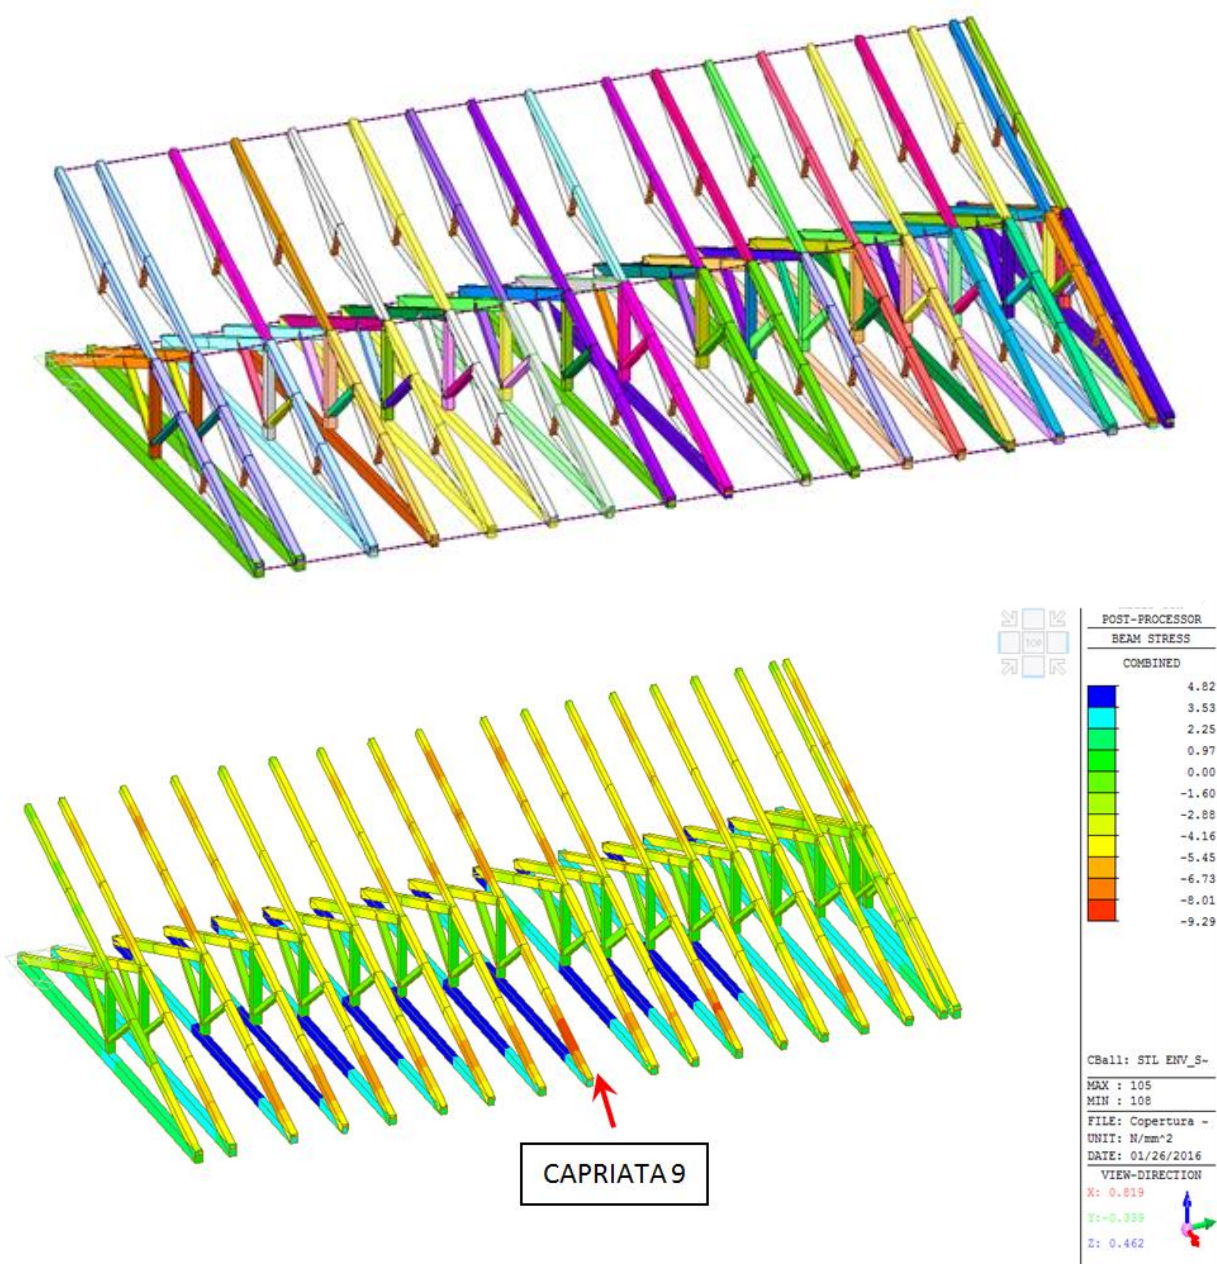 POST-PROCESSOR
BEAM STRESS
COMBINED
4.82
3.53
2.25
0.97
0.00
-1.60
-2.88
-4.16
-5.45
-6.73
-8.01
-9.29
TOP
CAPRIATA 9
CBall: STL ENV_S~
MAX : 105
MIN : 108
FILE: Copertura ~
UNIT: N/mm^2
DATE: 01/26/2016
VIEW-DIRECTION
X: 0.819
Y:-0.339
Z: 0.462